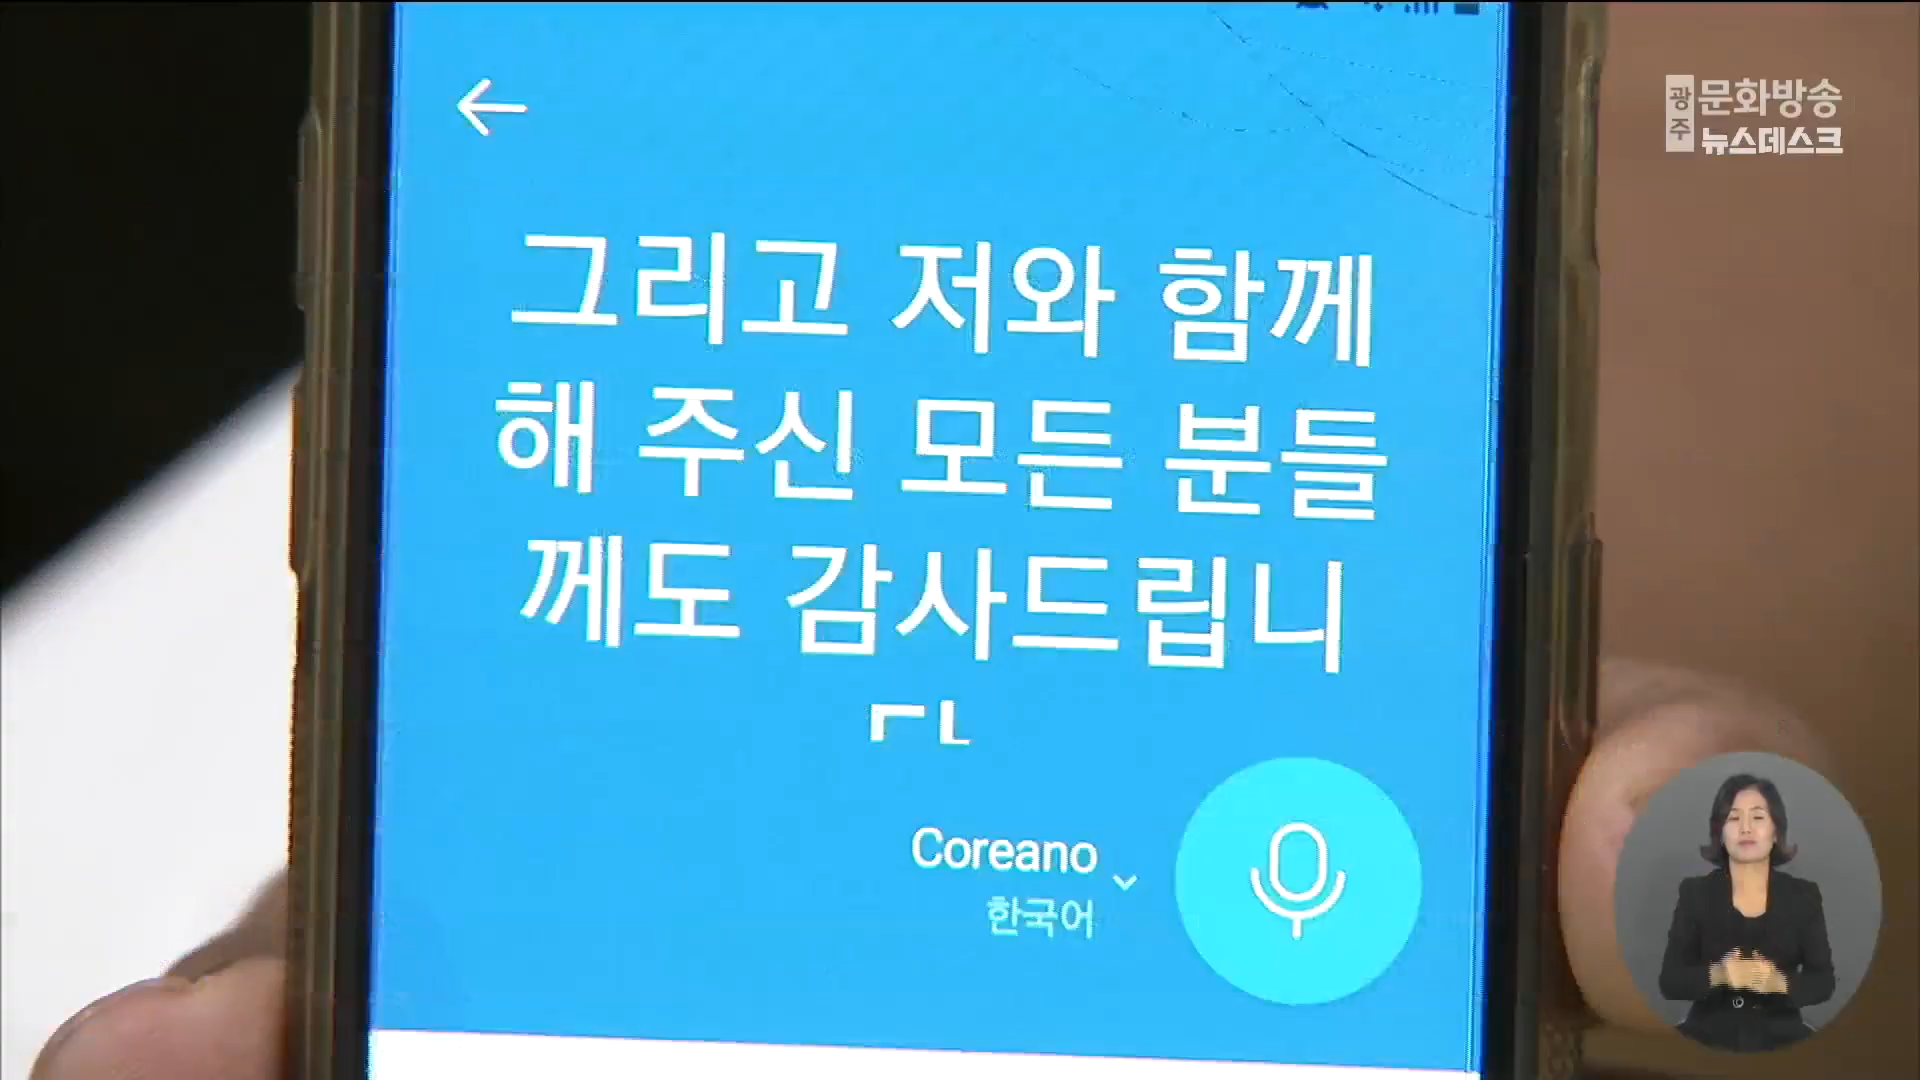 광주
문화방송
뉴스데스크
그리고 저와 함께
해 주신 모든 분들
께도 감사드립니
Coreano
한국어